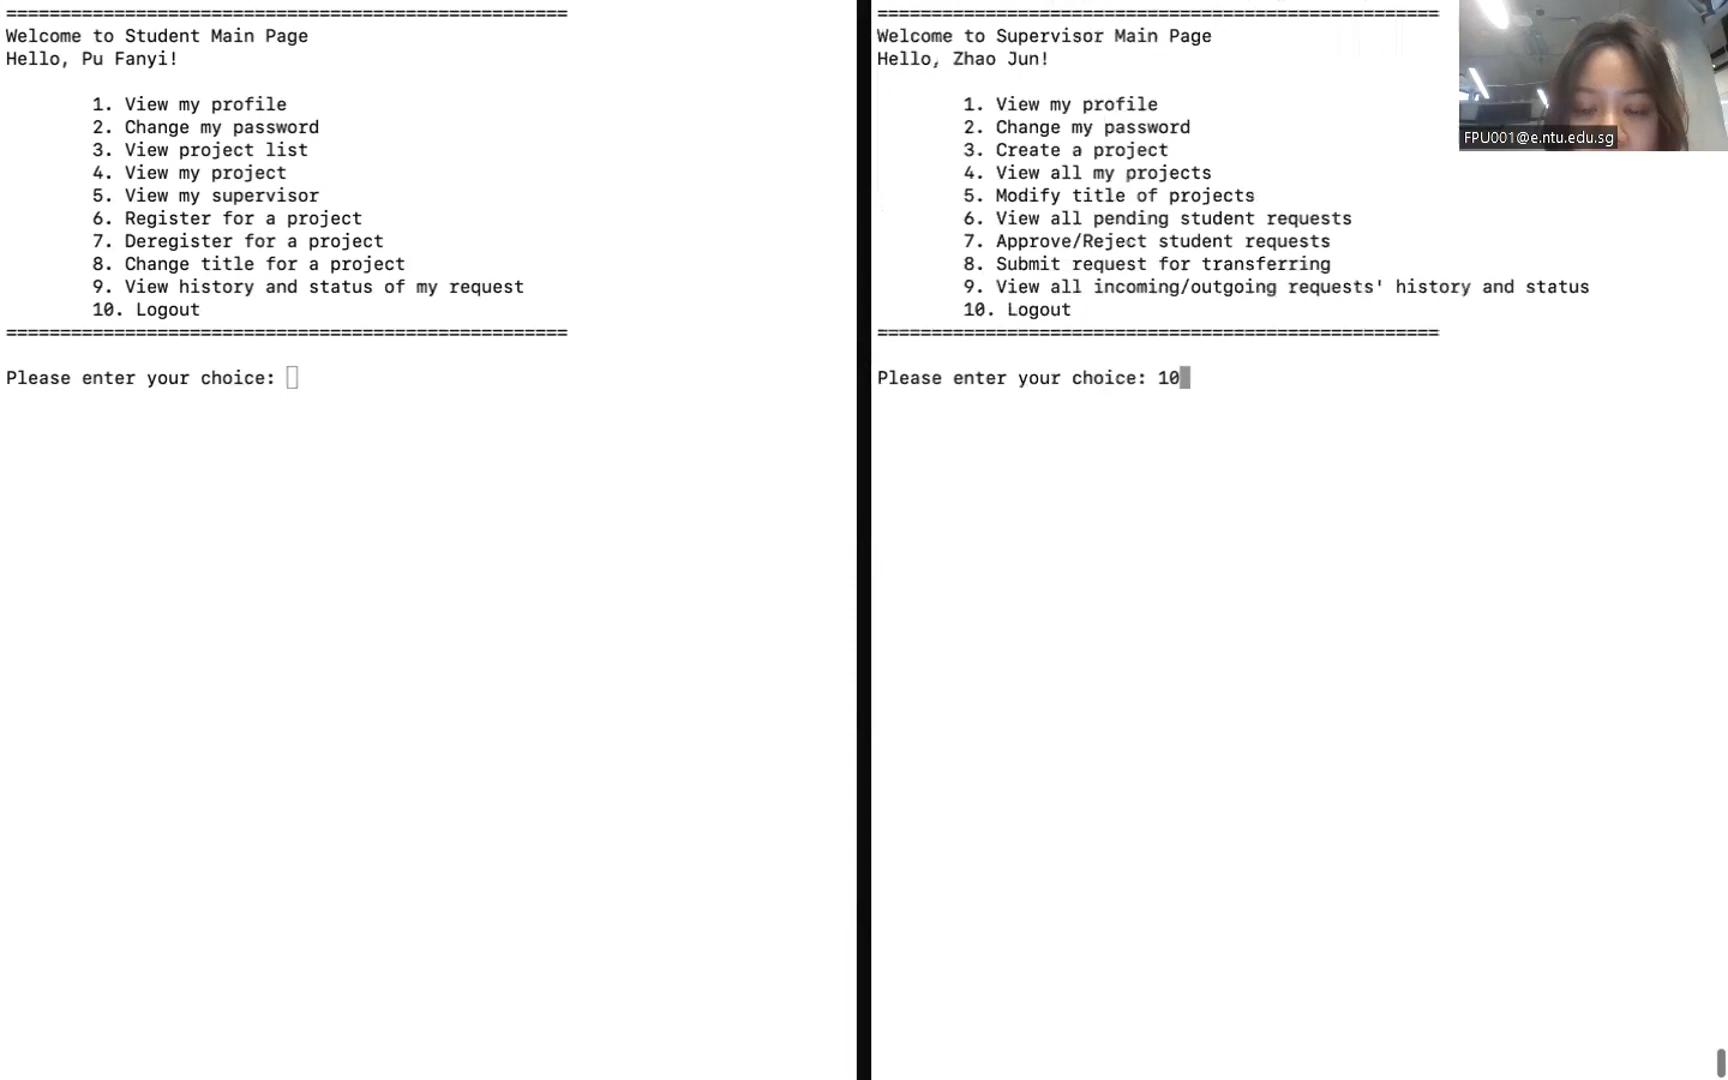 ====================================================
Welcome to Student Main Page
Hello, Pu Fanyi!
1. View my profile
2. Change my password
3. View project list
4. View my project
5. View my supervisor
6. Register for a project
7. Deregister for a project
8. Change title for a project
9. View history and status of my request
10. Logout
====================================================
Please enter your choice:
====================================================
Welcome to Supervisor Main Page
Hello, Zhao Jun!
1. View my profile
2. Change my password
3. Create a project
4. View all my projects
5. Modify title of projects
6. View all pending student requests
7. Approve/Reject student requests
8. Submit request for transferring
9. View all incoming/outgoing requests' history and status
10. Logout
====================================================
Please enter your choice: 10
FPU001@e.ntu.edu.sg